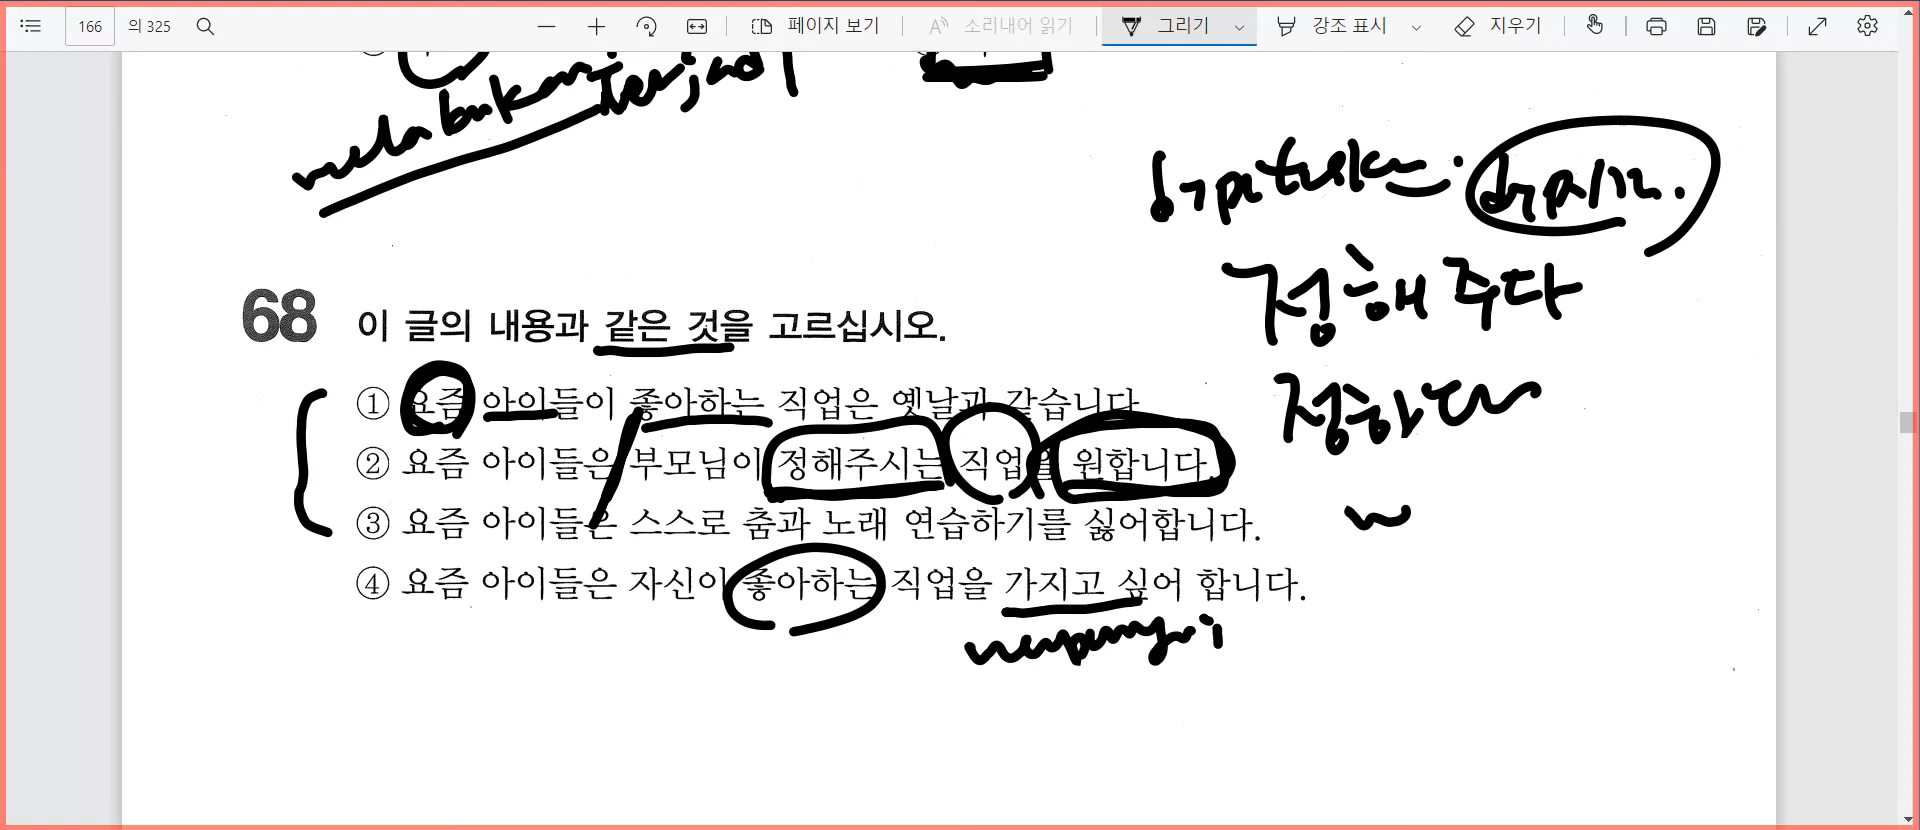 166 의 325 페이지 보기 소리내어 읽기 그리기 강조 표시 지우기
melakukan terjadi
정해 주다
68 이 글의 내용과 같은 것을 고르십시오.
정하다
① 요즘 아이들이 좋아하는 직업은 옛날과 같습니다.
② 요즘 아이들은 부모님이 정해주시는 직업을 원합니다.
③ 요즘 아이들은 스스로 춤과 노래 연습하기를 싫어합니다.
④ 요즘 아이들은 자신이 좋아하는 직업을 가지고 싶어 합니다.